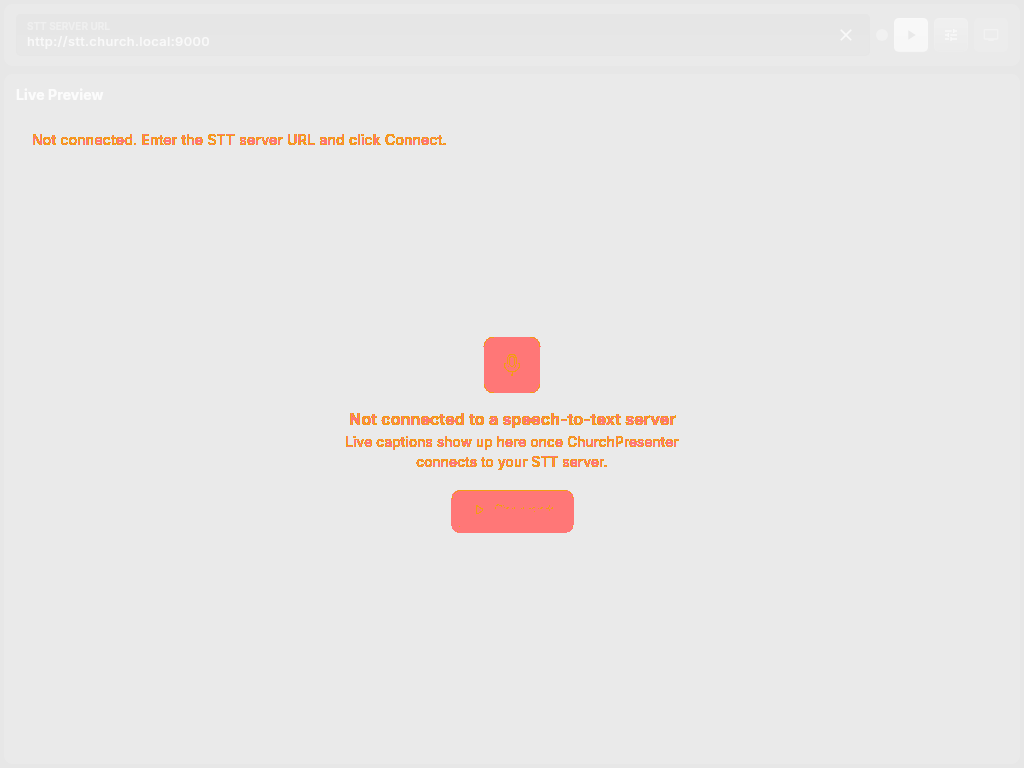 STT SERVER URL
http://stt.church.local:9000
Live Preview
Not connected. Enter the STT server URL and click Connect.
Not connected to a speech-to-text server
Live captions show up here once ChurchPresenter
connects to your STT server.